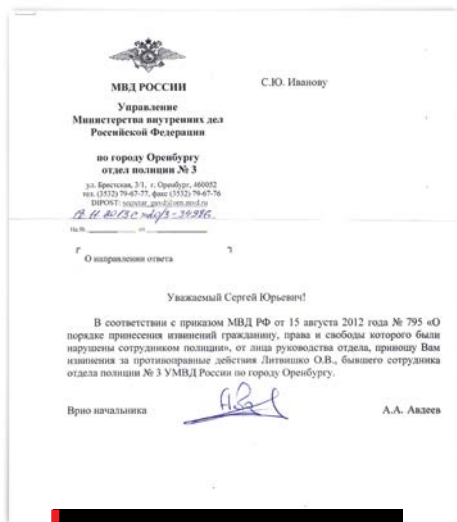 МВД РОССИИ
Управление
Министерства внутренних дел
Российской Федерации
по городу Оренбургу
отдел полиции № 3
ул. Брестская, 3/1, г. Оренбург, 460052
тел. (3532) 79-67-77, факс (3532) 79-67-76
На № от
О направлении ответа
С.Ю. Иванову
Уважаемый Сергей Юрьевич!
В соответствии с приказом МВД РФ от 15 августа 2012 года № 795 «О
порядке принесения извинений гражданину, права и свободы которого были
нарушены сотрудником полиции», от лица руководства отдела, приношу Вам
извинения за противоправные действия Литвишко О.В., бывшего сотрудника
отдела полиции № 3 УМВД России по городу Оренбургу.
Врио начальника
А.А. Авдеев